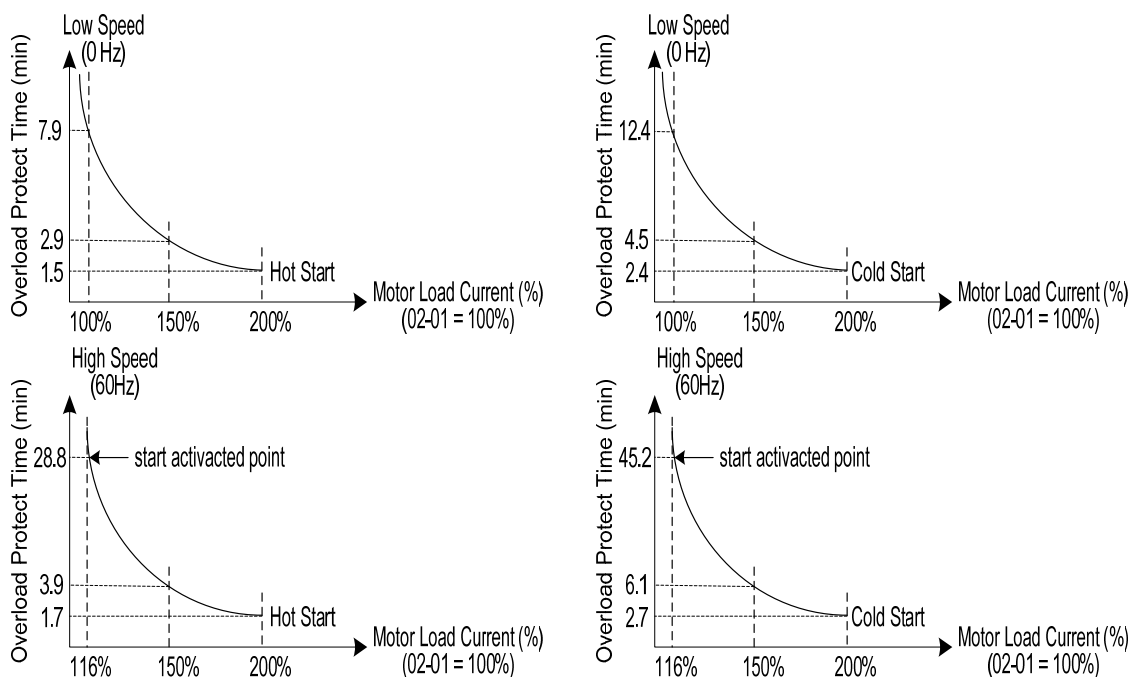 Low Speed
(0 Hz)
Overload Protect Time (min)
7.9
2.9
1.5
Hot Start
100%
150%
200%
Motor Load Current (%)
(02-01 = 100%)
Low Speed
(0 Hz)
Overload Protect Time (min)
12.4
4.5
2.4
Cold Start
100%
150%
200%
Motor Load Current (%)
(02-01 = 100%)
High Speed
(60Hz)
Overload Protect Time (min)
28.8
start activacted point
3.9
1.7
Hot Start
116%
150%
200%
Motor Load Current (%)
(02-01 = 100%)
High Speed
(60Hz)
Overload Protect Time (min)
45.2
start activacted point
6.1
2.7
Cold Start
116%
150%
200%
Motor Load Current (%)
(02-01 = 100%)